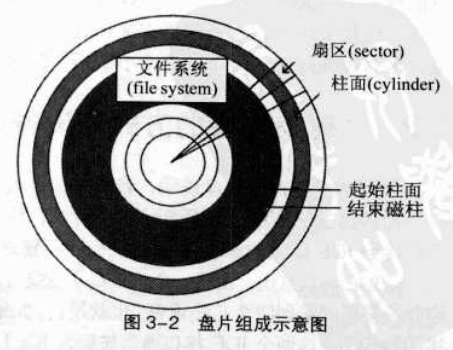 扇区(sector)
文件系统
(file system)
柱面(cylinder)
起始柱面
结束磁柱
图 3-2 盘片组成示意图